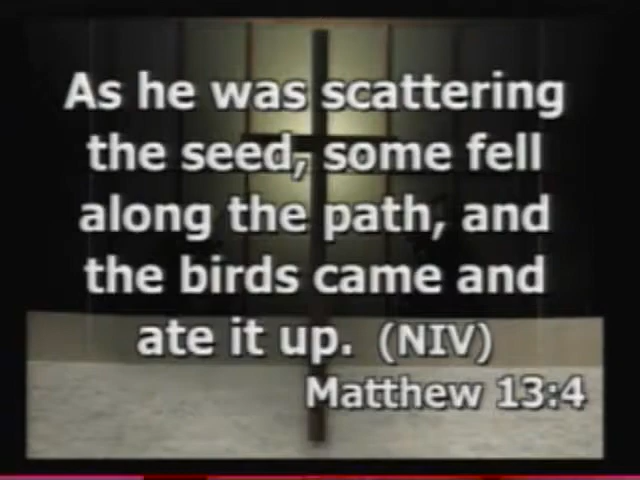 As he was scattering
the seed, some fell
along the path, and
the birds came and
ate it up. (NIV)
Matthew 13:4